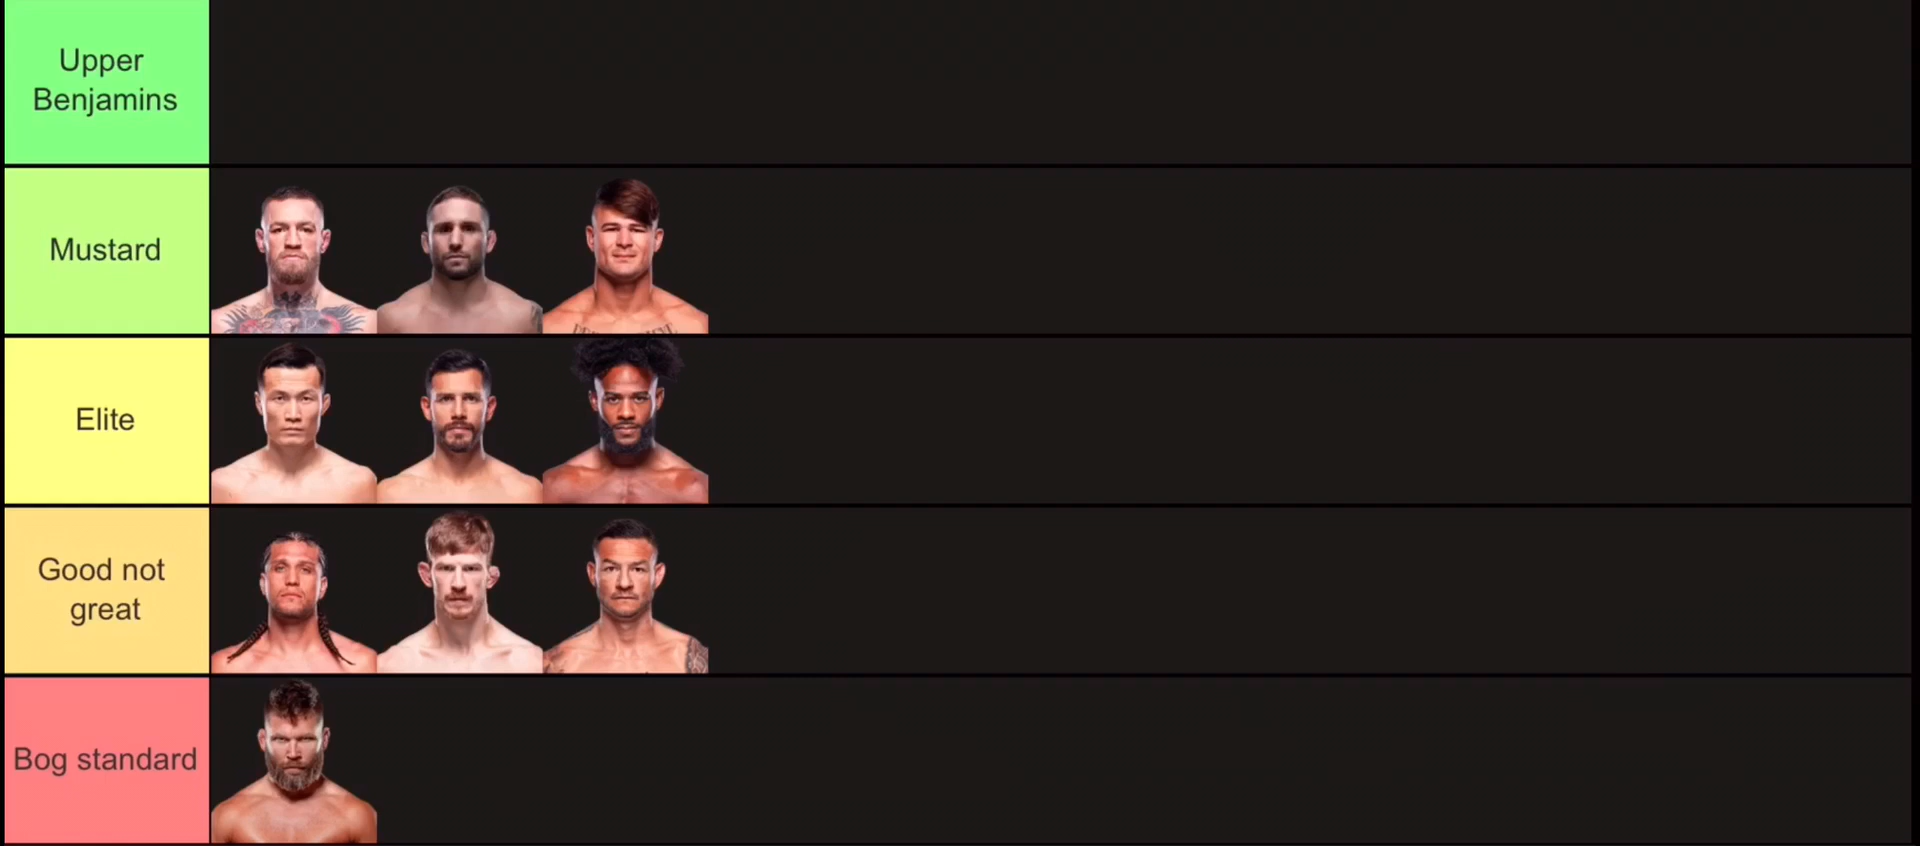 Upper
Benjamins
Mustard
Elite
Good not
great
Bog standard